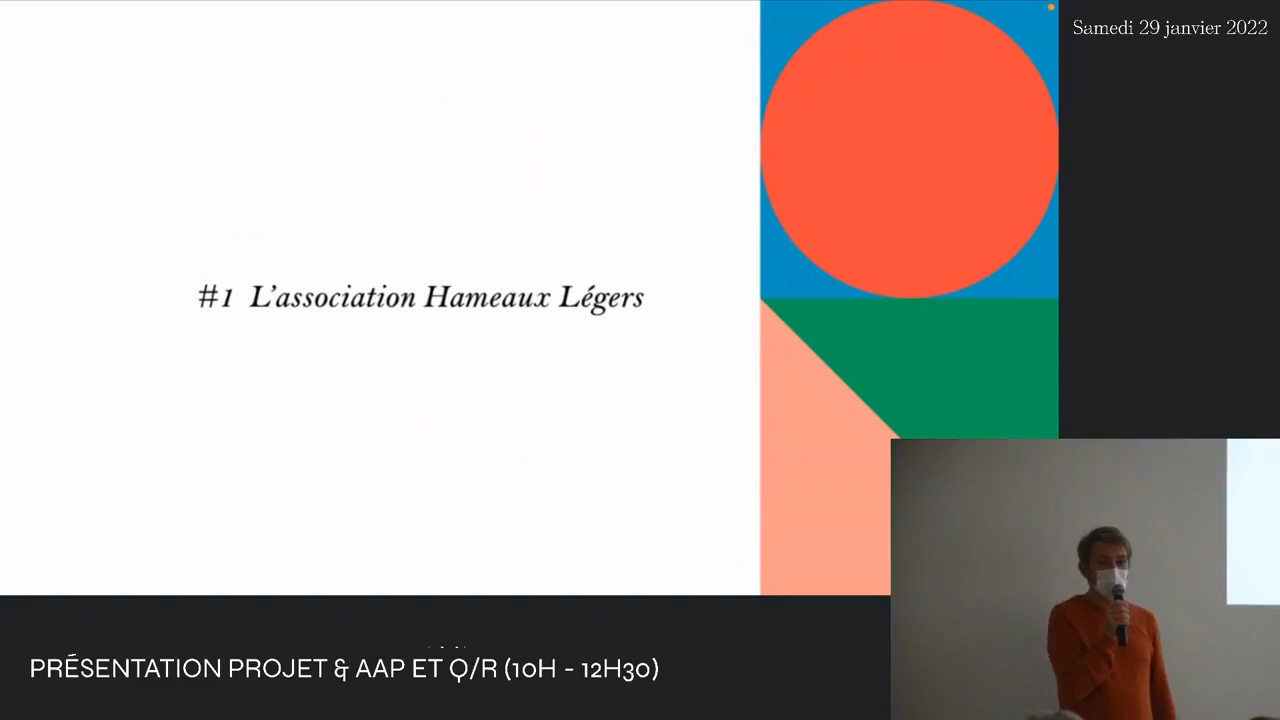 Samedi 29 janvier 2022
#1 L’association Hameaux Légers
PRÉSENTATION PROJET & AAP ET Q/R (10H - 12H30)